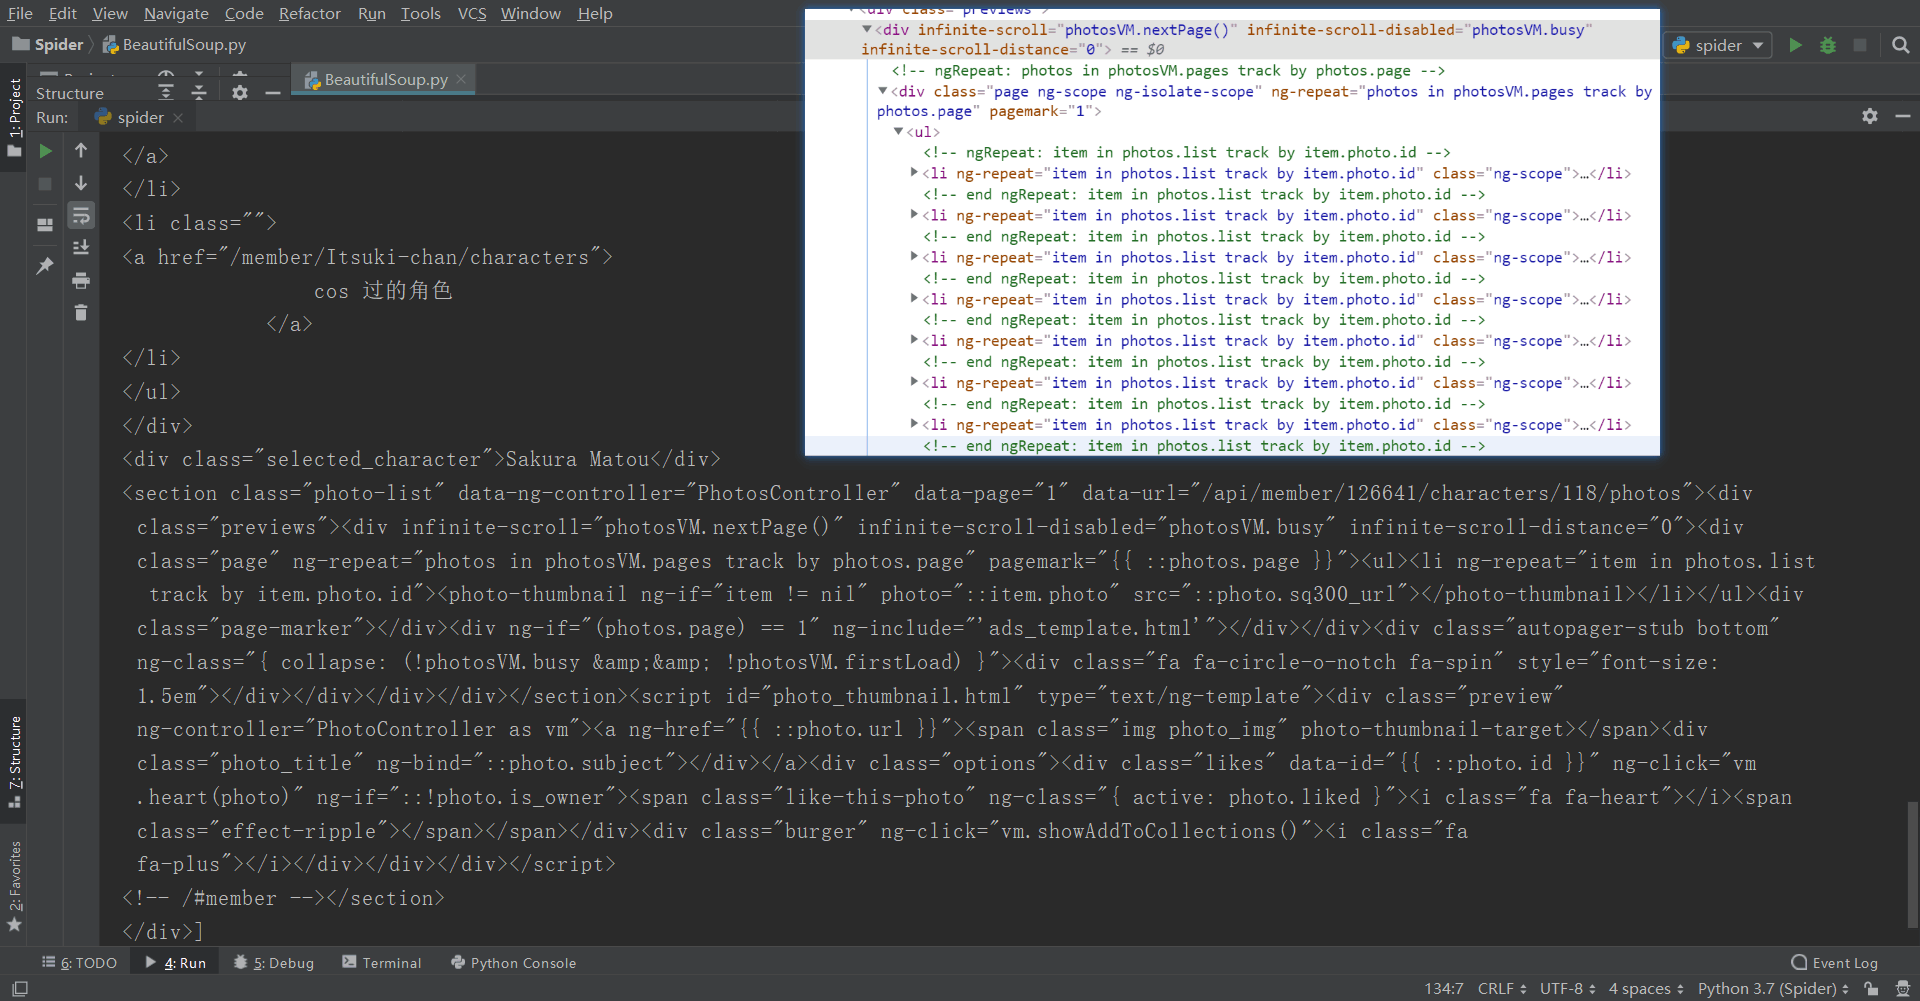 File Edit View Navigate Code Refactor Run Tools VCS Window Help
Spider BeautifulSoup.py
spider
Structure
BeautifulSoup.py
Run: spider
1: Project
7: Structure
2: Favorites
</a>
</li>
<li class="">
<a href="/member/Itsuki-chan/characters">
cos 过的角色
</a>
</li>
</ul>
</div>
<div class="selected_character">Sakura Matou</div>
<section class="photo-list" data-ng-controller="PhotosController" data-page="1" data-url="/api/member/126641/characters/118/photos"><div
class="previews"><div infinite-scroll="photosVM.nextPage()" infinite-scroll-disabled="photosVM.busy" infinite-scroll-distance="0"><div
class="page" ng-repeat="photos in photosVM.pages track by photos.page" pagemark="{{ ::photos.page }}"><ul><li ng-repeat="item in photos.list
track by item.photo.id"><photo-thumbnail ng-if="item != nil" photo="::item.photo" src="::photo.sq300_url"></photo-thumbnail></li></ul><div
class="page-marker"></div><div ng-if="(photos.page) == 1" ng-include="'ads_template.html'"></div></div><div class="autopager-stub bottom"
ng-class="{ collapse: (!photosVM.busy &amp;&amp; !photosVM.firstLoad) }"><div class="fa fa-circle-o-notch fa-spin" style="font-size:
1.5em"></div></div></div></div></section><script id="photo_thumbnail.html" type="text/ng-template"><div class="preview"
ng-controller="PhotoController as vm"><a ng-href="{{ ::photo.url }}"><span class="img photo_img" photo-thumbnail-target></span><div
class="photo_title" ng-bind="::photo.subject"></div></a><div class="options"><div class="likes" data-id="{{ ::photo.id }}" ng-click="vm
.heart(photo)" ng-if="::!photo.is_owner"><span class="like-this-photo" ng-class="{ active: photo.liked }"><i class="fa fa-heart"></i><span
class="effect-ripple"></span></span></div><div class="burger" ng-click="vm.showAddToCollections()"><i class="fa
fa-plus"></i></div></div></div></script>
<!-- /#member --></section>
</div>]
<div class="previews">
<div infinite-scroll="photosVM.nextPage()" infinite-scroll-disabled="photosVM.busy"
infinite-scroll-distance="0"> == $0
<!-- ngRepeat: photos in photosVM.pages track by photos.page -->
<div class="page ng-scope ng-isolate-scope" ng-repeat="photos in photosVM.pages track by
photos.page" pagemark="1">
<ul>
<!-- ngRepeat: item in photos.list track by item.photo.id -->
<li ng-repeat="item in photos.list track by item.photo.id" class="ng-scope">…</li>
<!-- end ngRepeat: item in photos.list track by item.photo.id -->
<li ng-repeat="item in photos.list track by item.photo.id" class="ng-scope">…</li>
<!-- end ngRepeat: item in photos.list track by item.photo.id -->
<li ng-repeat="item in photos.list track by item.photo.id" class="ng-scope">…</li>
<!-- end ngRepeat: item in photos.list track by item.photo.id -->
<li ng-repeat="item in photos.list track by item.photo.id" class="ng-scope">…</li>
<!-- end ngRepeat: item in photos.list track by item.photo.id -->
<li ng-repeat="item in photos.list track by item.photo.id" class="ng-scope">…</li>
<!-- end ngRepeat: item in photos.list track by item.photo.id -->
<li ng-repeat="item in photos.list track by item.photo.id" class="ng-scope">…</li>
<!-- end ngRepeat: item in photos.list track by item.photo.id -->
<li ng-repeat="item in photos.list track by item.photo.id" class="ng-scope">…</li>
<!-- end ngRepeat: item in photos.list track by item.photo.id -->
6: TODO 4: Run 5: Debug Terminal Python Console Event Log
134:7 CRLF UTF-8 4 spaces Python 3.7 (Spider)